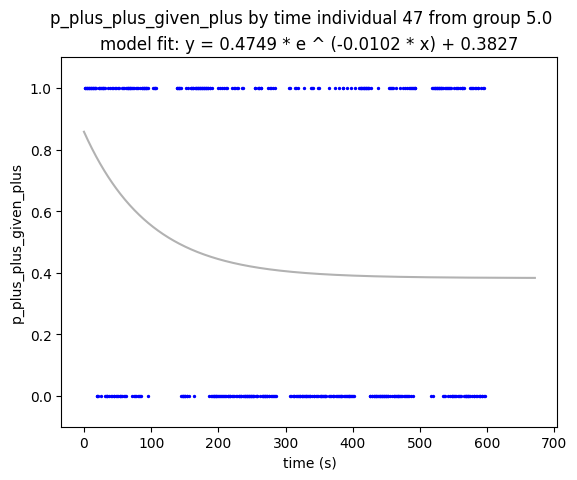 p_plus_plus_given_plus by time individual 47 from group 5.0
model fit: y = 0.4749 * e ^ (-0.0102 * x) + 0.3827
1.0
0.8
0.6
0.4
0.2
0.0
p_plus_plus_given_plus
0 100 200 300 400 500 600 700
time (s)